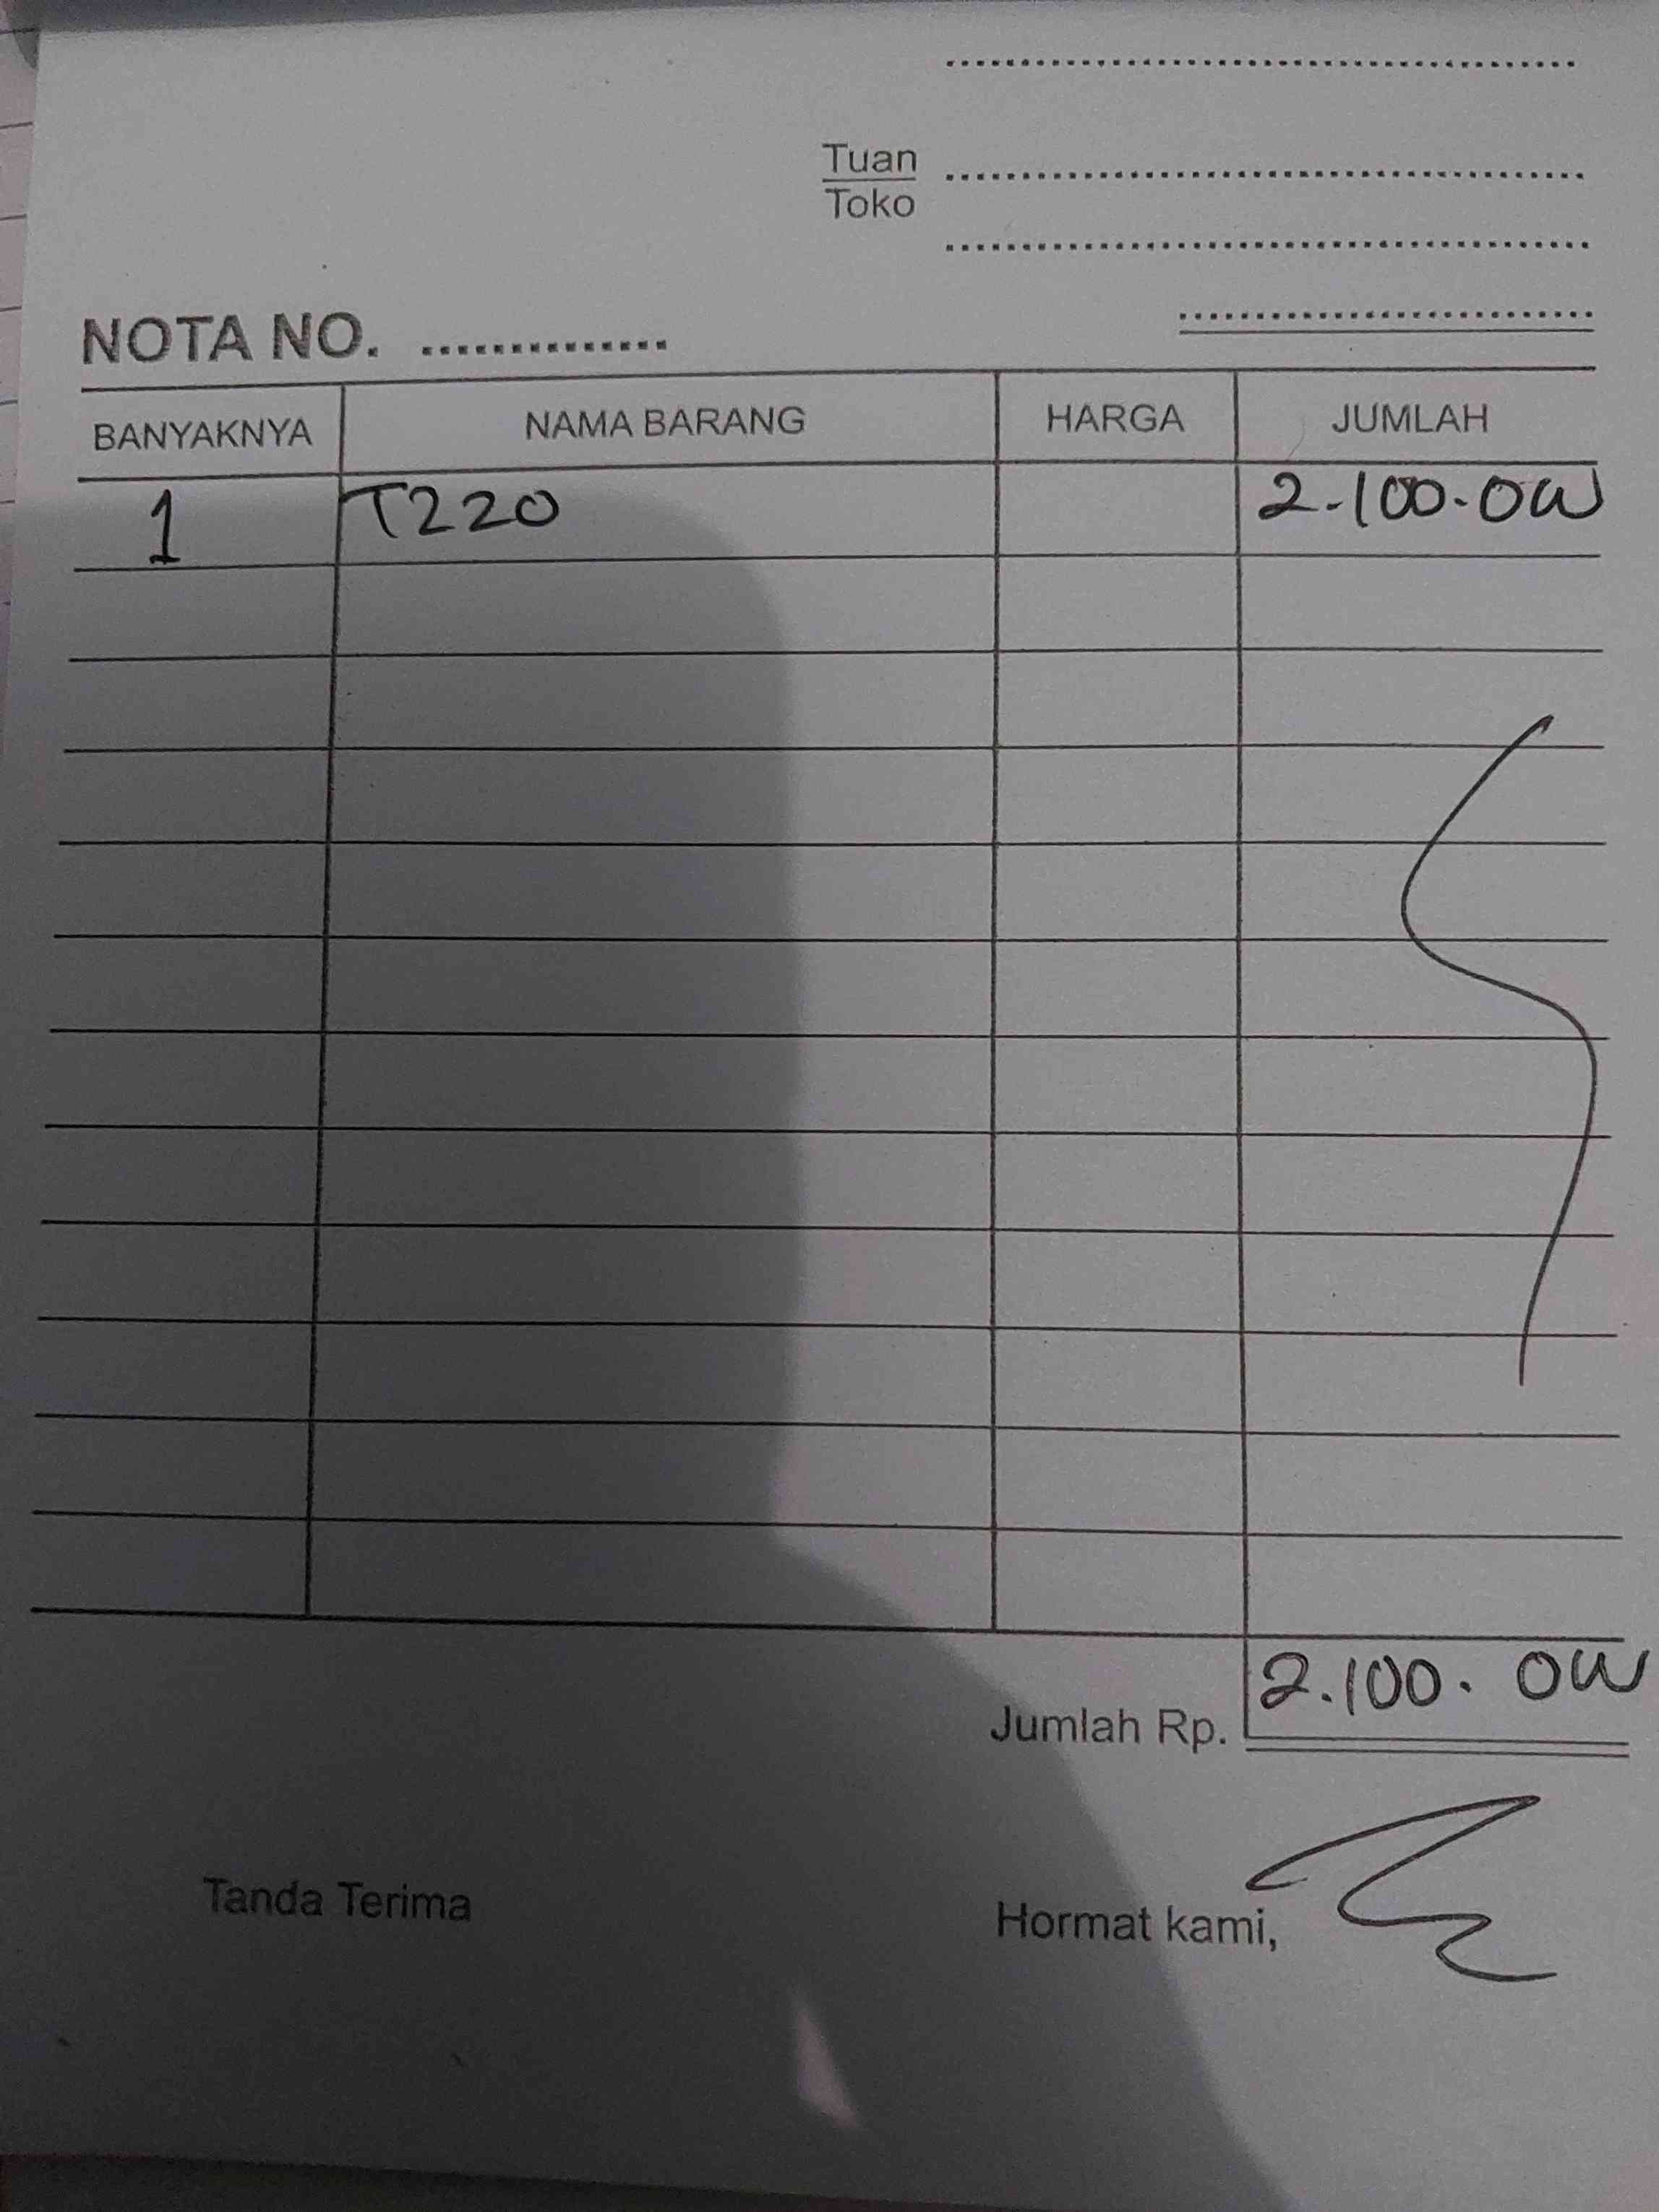 Tuan
Toko
NOTA NO. ...............
BANYAKNYA NAMA BARANG HARGA JUMLAH
1 T220 2.100.000
Jumlah Rp. 2.100.000
Tanda Terima Hormat kami,